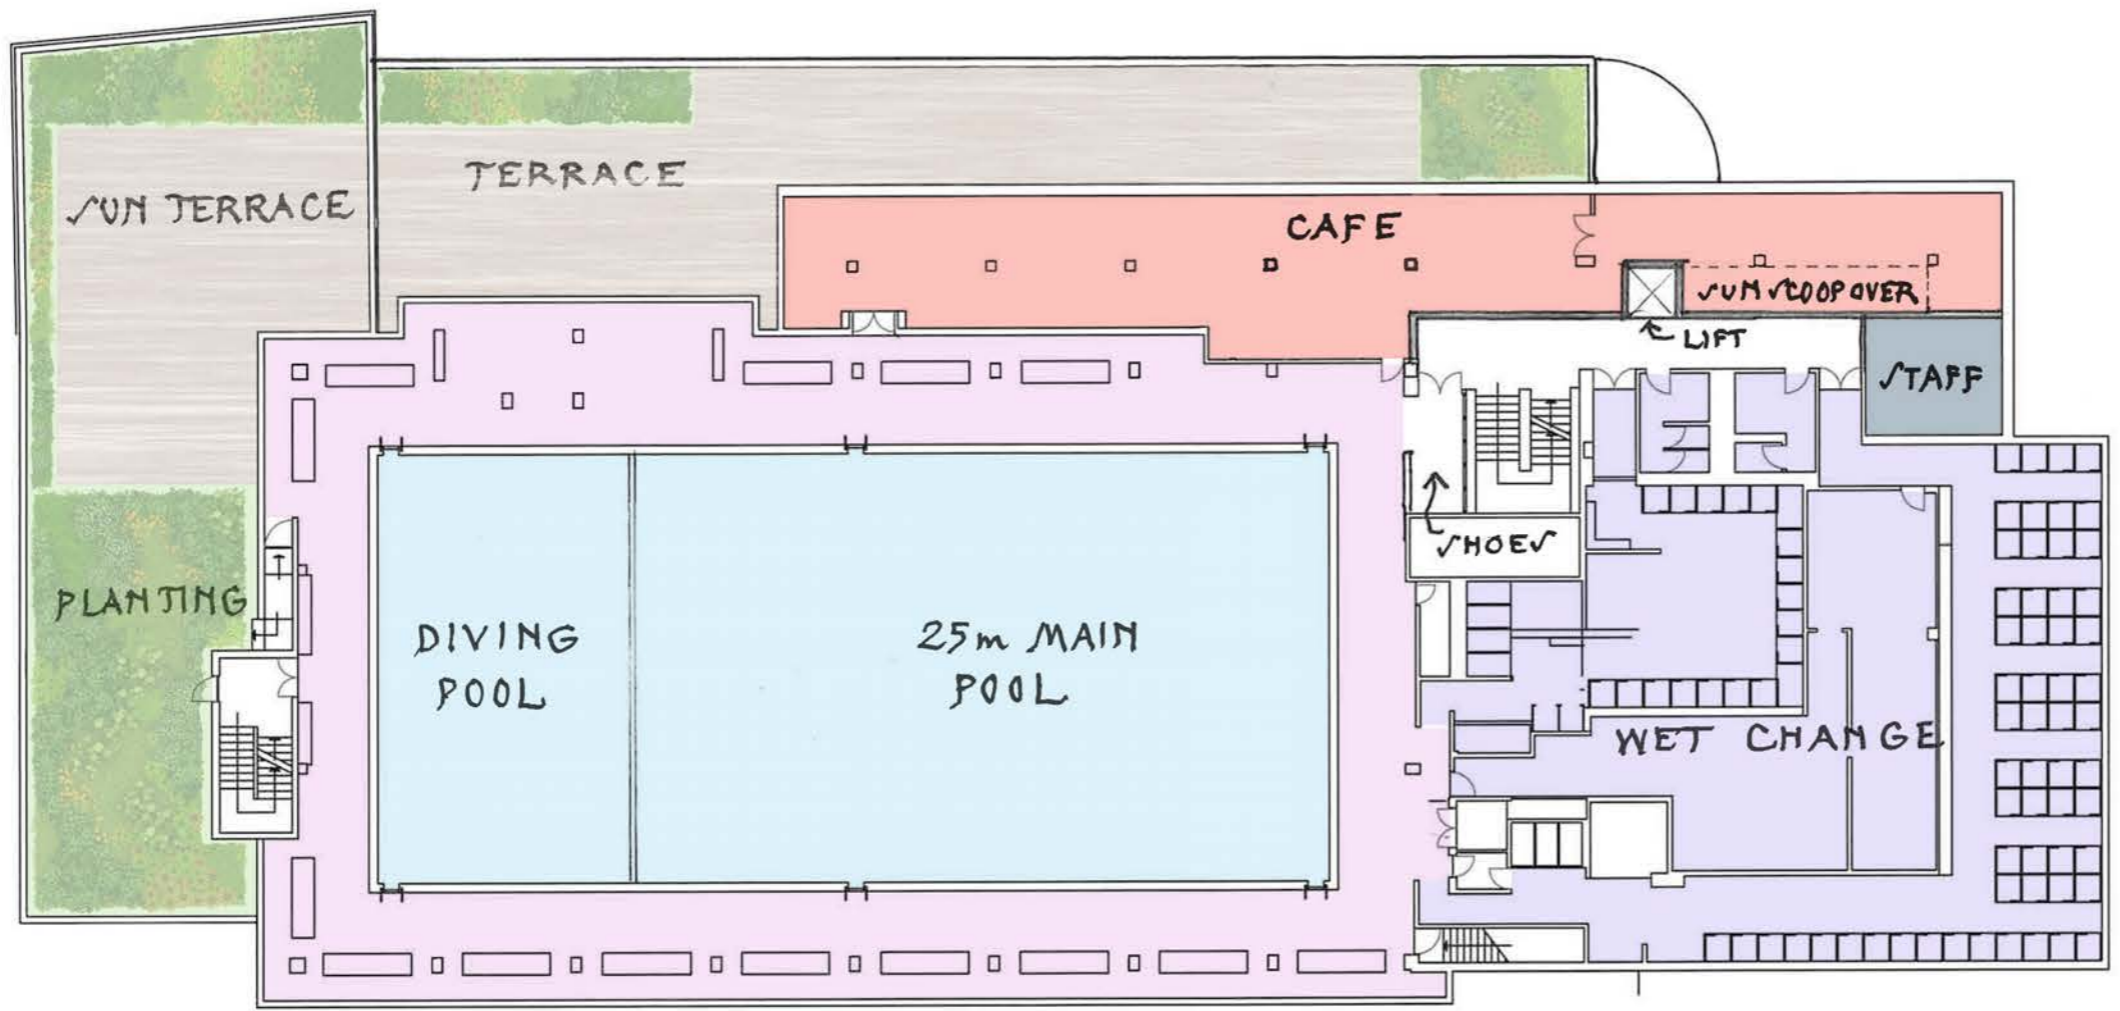 TERRACE
SUN TERRACE
CAFE
SUN SCOOP OVER
LIFT
STAFF
SHOES
PLANTING
DIVING
POOL
25m MAIN
POOL
WET CHANGE